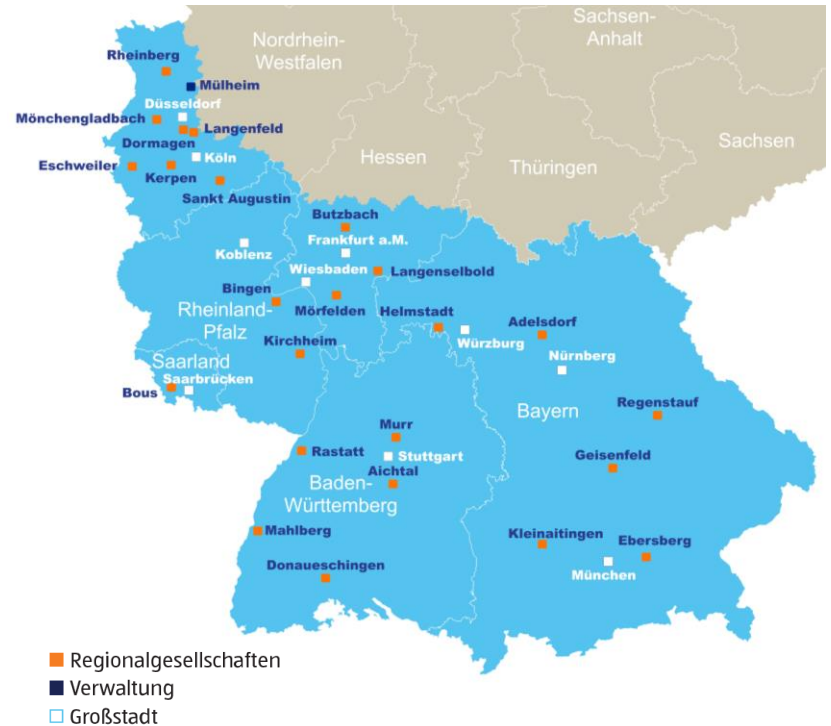 Sachsen-
Anhalt
Nordrhein-
Westfalen
Rheinberg
Mülheim
Düsseldorf
Mönchengladbach
Langenfeld
Dormagen
Sachsen
Köln
Hessen
Thüringen
Eschweiler
Kerpen
Sankt Augustin
Butzbach
Frankfurt a.M.
Koblenz
Wiesbaden
Langenselbold
Bingen
Rheinland-
Pfalz
Mörfelden
Helmstadt
Adelsdorf
Würzburg
Kirchheim
Nürnberg
Saarland
Saarbrücken
Bous
Regenstauf
Bayern
Murr
Rastatt
Stuttgart
Geisenfeld
Aichtal
Baden-
Württemberg
Mahlberg
Kleinaitingen
Ebersberg
München
Donaueschingen
Regionalgesellschaften
Verwaltung
Großstadt